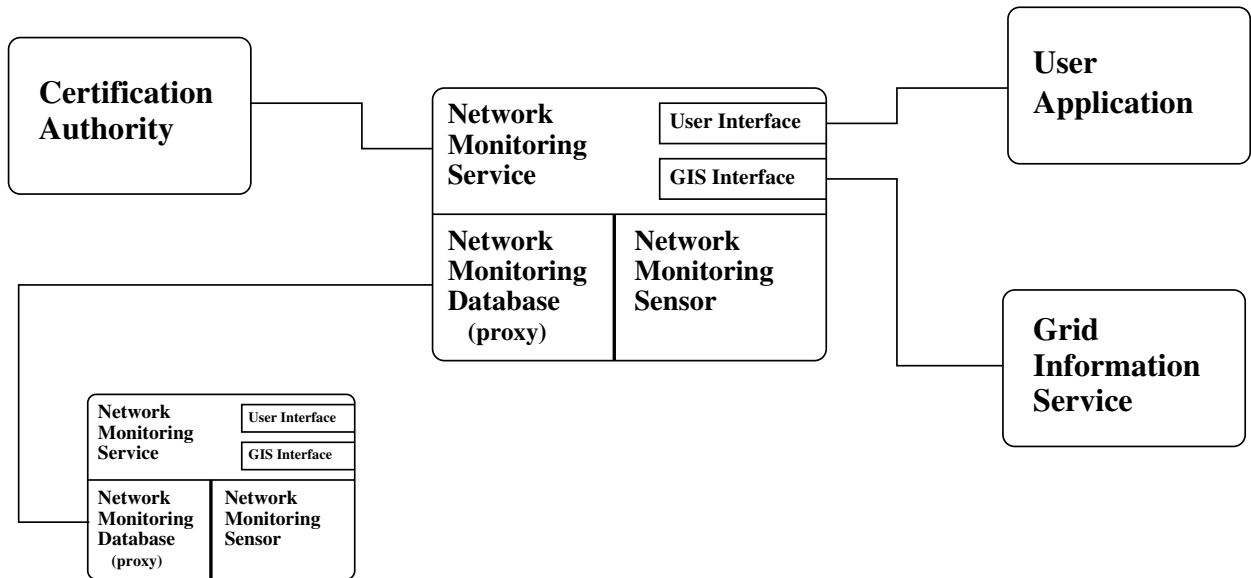 Certification
Authority
Network
Monitoring
Service
User Interface
GIS Interface
Network
Monitoring
Database
(proxy)
Network
Monitoring
Sensor
User
Application
Grid
Information
Service
Network
Monitoring
Service
User Interface
GIS Interface
Network
Monitoring
Database
(proxy)
Network
Monitoring
Sensor